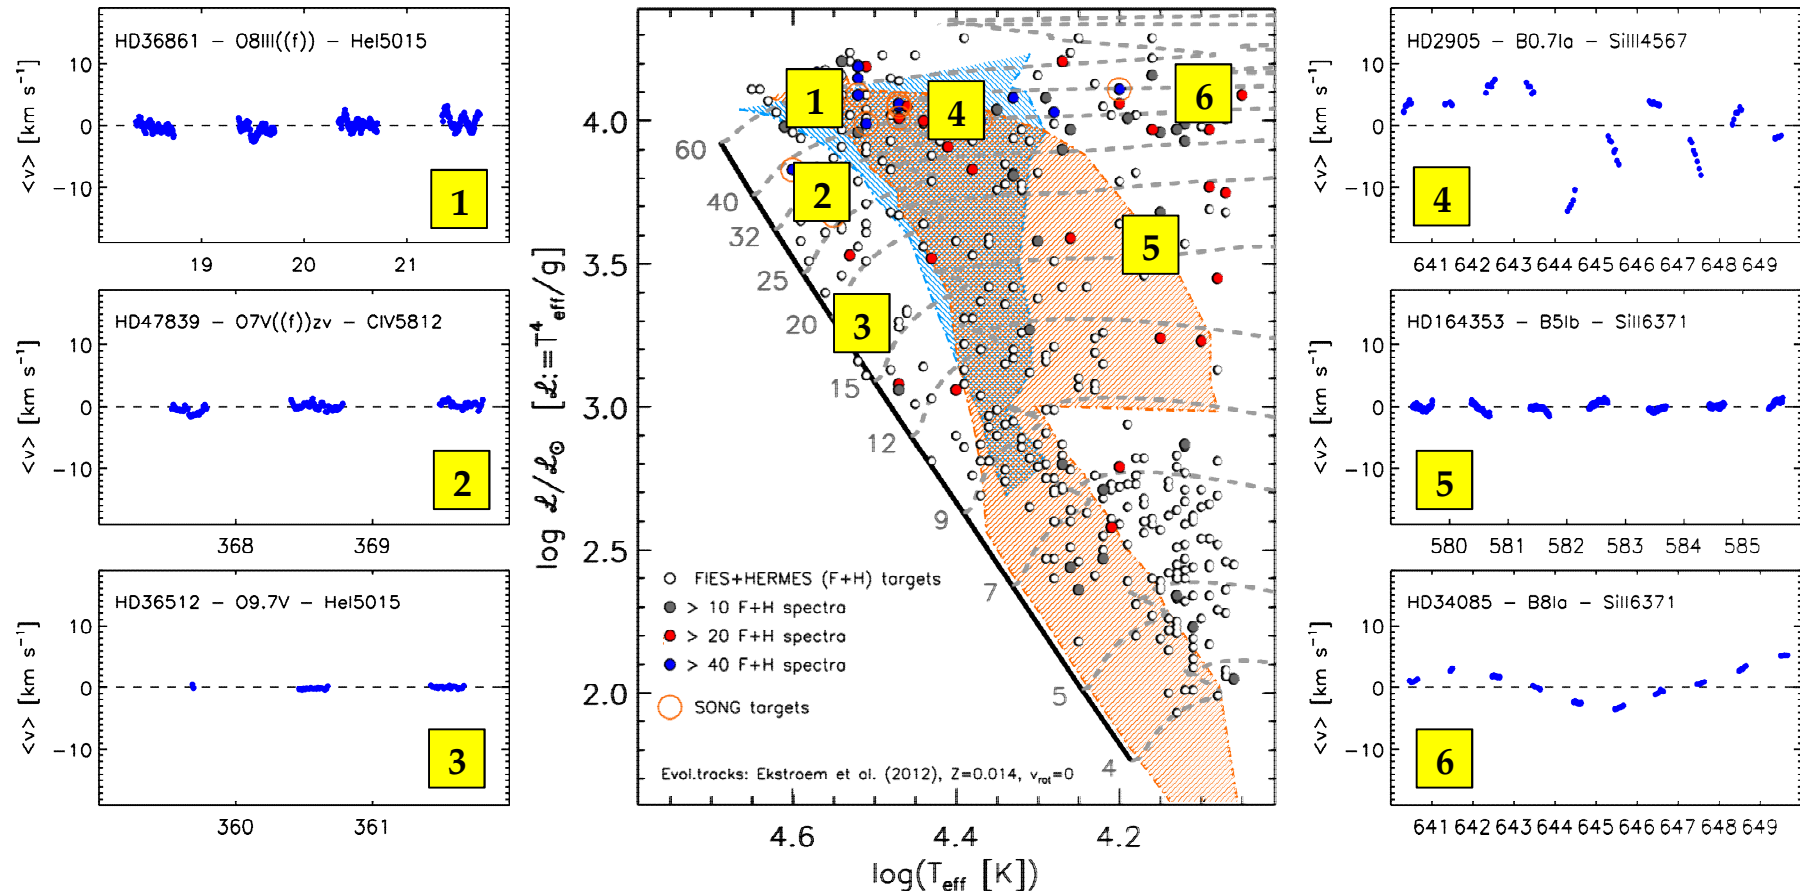 HD36861 – O8III((f)) – HeI5015
<v> [km s⁻¹]
10
0
−10
1
19 20 21
HD47839 – O7V((f))zv – CIV5812
<v> [km s⁻¹]
10
0
−10
2
368 369
HD36512 – O9.7V – HeI5015
<v> [km s⁻¹]
10
0
−10
3
360 361
log ℒ/ℒ⊙ [ℒ:=T⁴eff/g]
4.0
3.5
3.0
2.5
2.0
1
4
6
2
5
3
60
40
32
25
20
15
12
9
7
5
4
FIES+HERMES (F+H) targets
> 10 F+H spectra
> 20 F+H spectra
> 40 F+H spectra
SONG targets
Evol.tracks: Ekstroem et al. (2012), Z=0.014, vrot=0
4.6 4.4 4.2
log(Teff [K])
HD2905 – B0.7Ia – SiIII4567
<v> [km s⁻¹]
10
0
−10
4
641 642 643 644 645 646 647 648 649
HD164353 – B5Ib – SiII6371
<v> [km s⁻¹]
10
0
−10
5
580 581 582 583 584 585
HD34085 – B8Ia – SiII6371
<v> [km s⁻¹]
10
0
−10
6
641 642 643 644 645 646 647 648 649